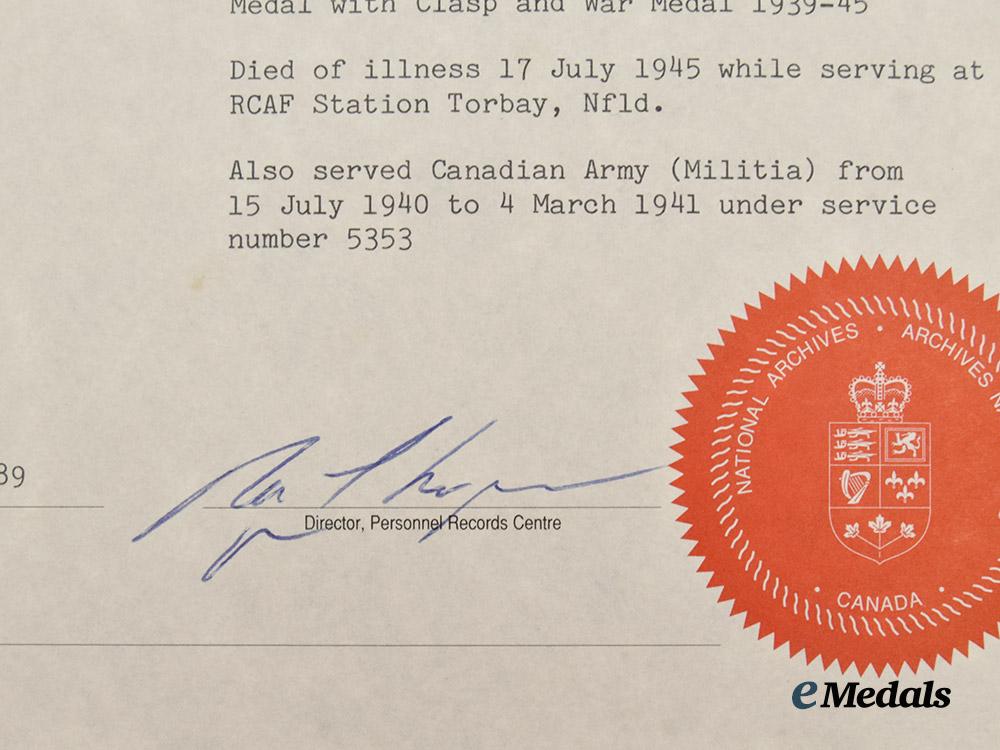 Medal with Clasp and War Medal 1939-45
Died of illness 17 July 1945 while serving at
RCAF Station Torbay, Nfld.
Also served Canadian Army (Militia) from
15 July 1940 to 4 March 1941 under service
number 5353
39
Director, Personnel Records Centre
NATIONAL ARCHIVES • ARCHIVES
• CANADA •
eMedals